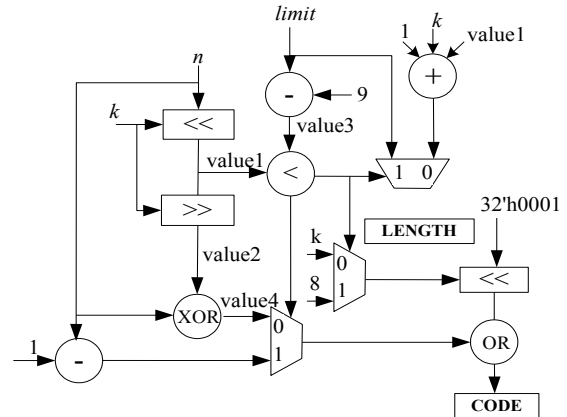 limit
k
1
value1
+
n
-
9
k
<<
value3
value1
<
1 0
>>
32'h0001
LENGTH
k
0
value2
<<
8
1
XOR
value4
0
1
-
1
OR
CODE